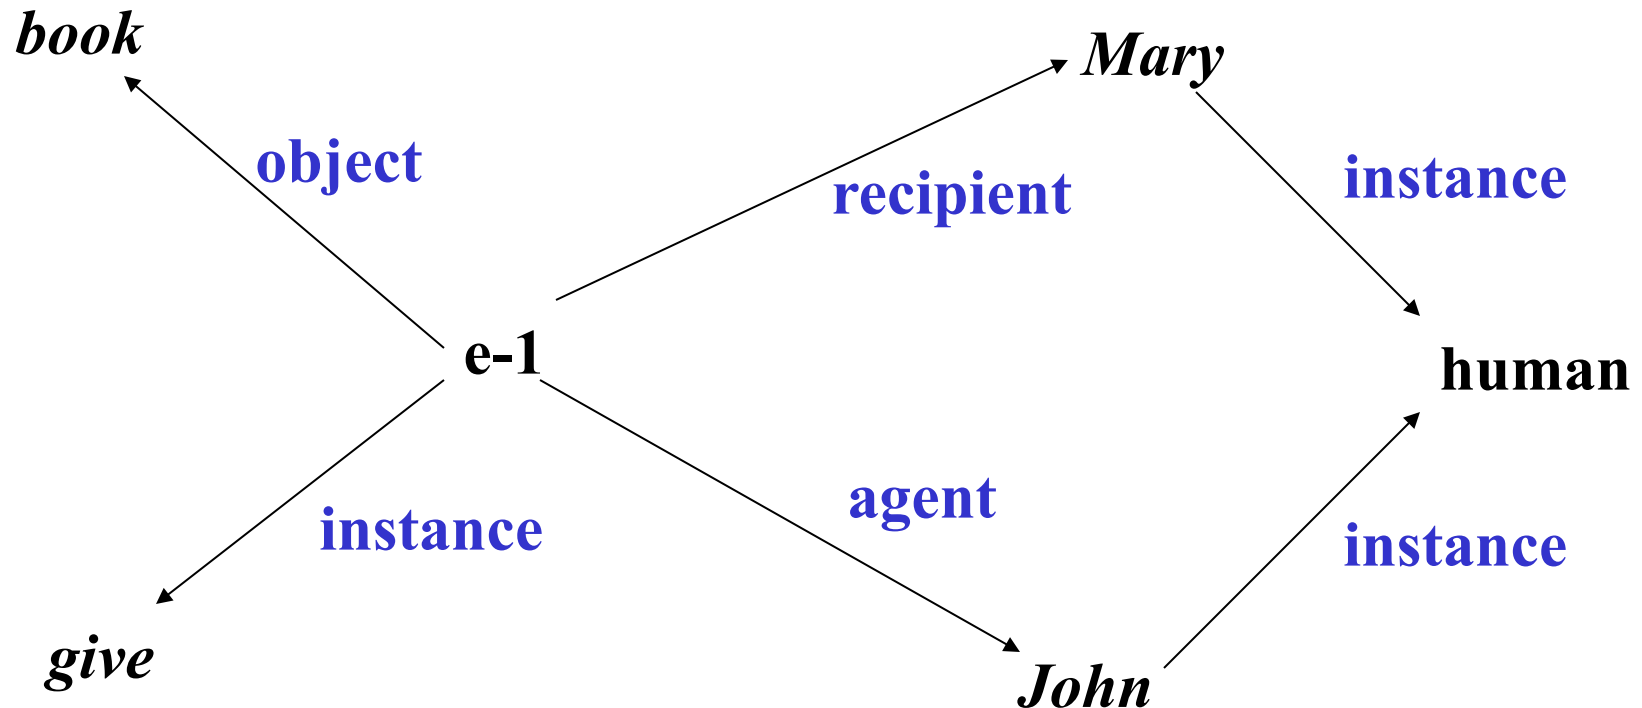 book
Mary
object
instance
recipient
e-1
human
agent
instance
instance
give
John